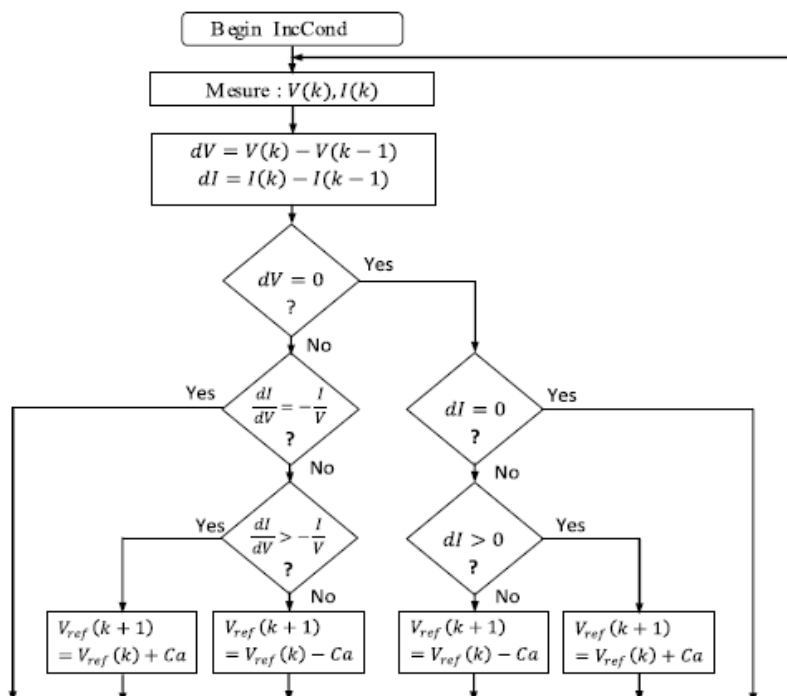 Begin IncCond
Mesure : V(k), I(k)
dV = V(k) − V(k − 1)
dI = I(k) − I(k − 1)
dV = 0
?
Yes
No
dI/dV = − I/V
?
Yes
No
dI = 0
?
Yes
No
dI/dV > − I/V
?
Yes
No
dI > 0
?
Yes
No
V_ref(k + 1)
= V_ref(k) + Ca
V_ref(k + 1)
= V_ref(k) − Ca
V_ref(k + 1)
= V_ref(k) − Ca
V_ref(k + 1)
= V_ref(k) + Ca